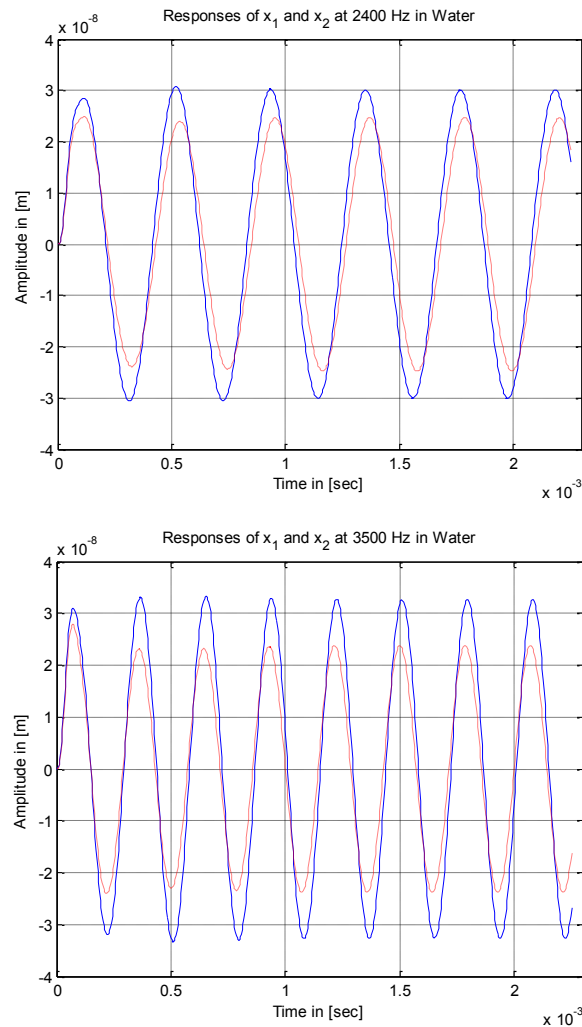 Responses of x1 and x2 at 2400 Hz in Water
x 10-8
4
3
2
1
0
-1
-2
-3
-4
Amplitude in [m]
0 0.5 1 1.5 2
Time in [sec]
x 10-3
Responses of x1 and x2 at 3500 Hz in Water
x 10-8
4
3
2
1
0
-1
-2
-3
-4
Amplitude in [m]
0 0.5 1 1.5 2
Time in [sec]
x 10-3